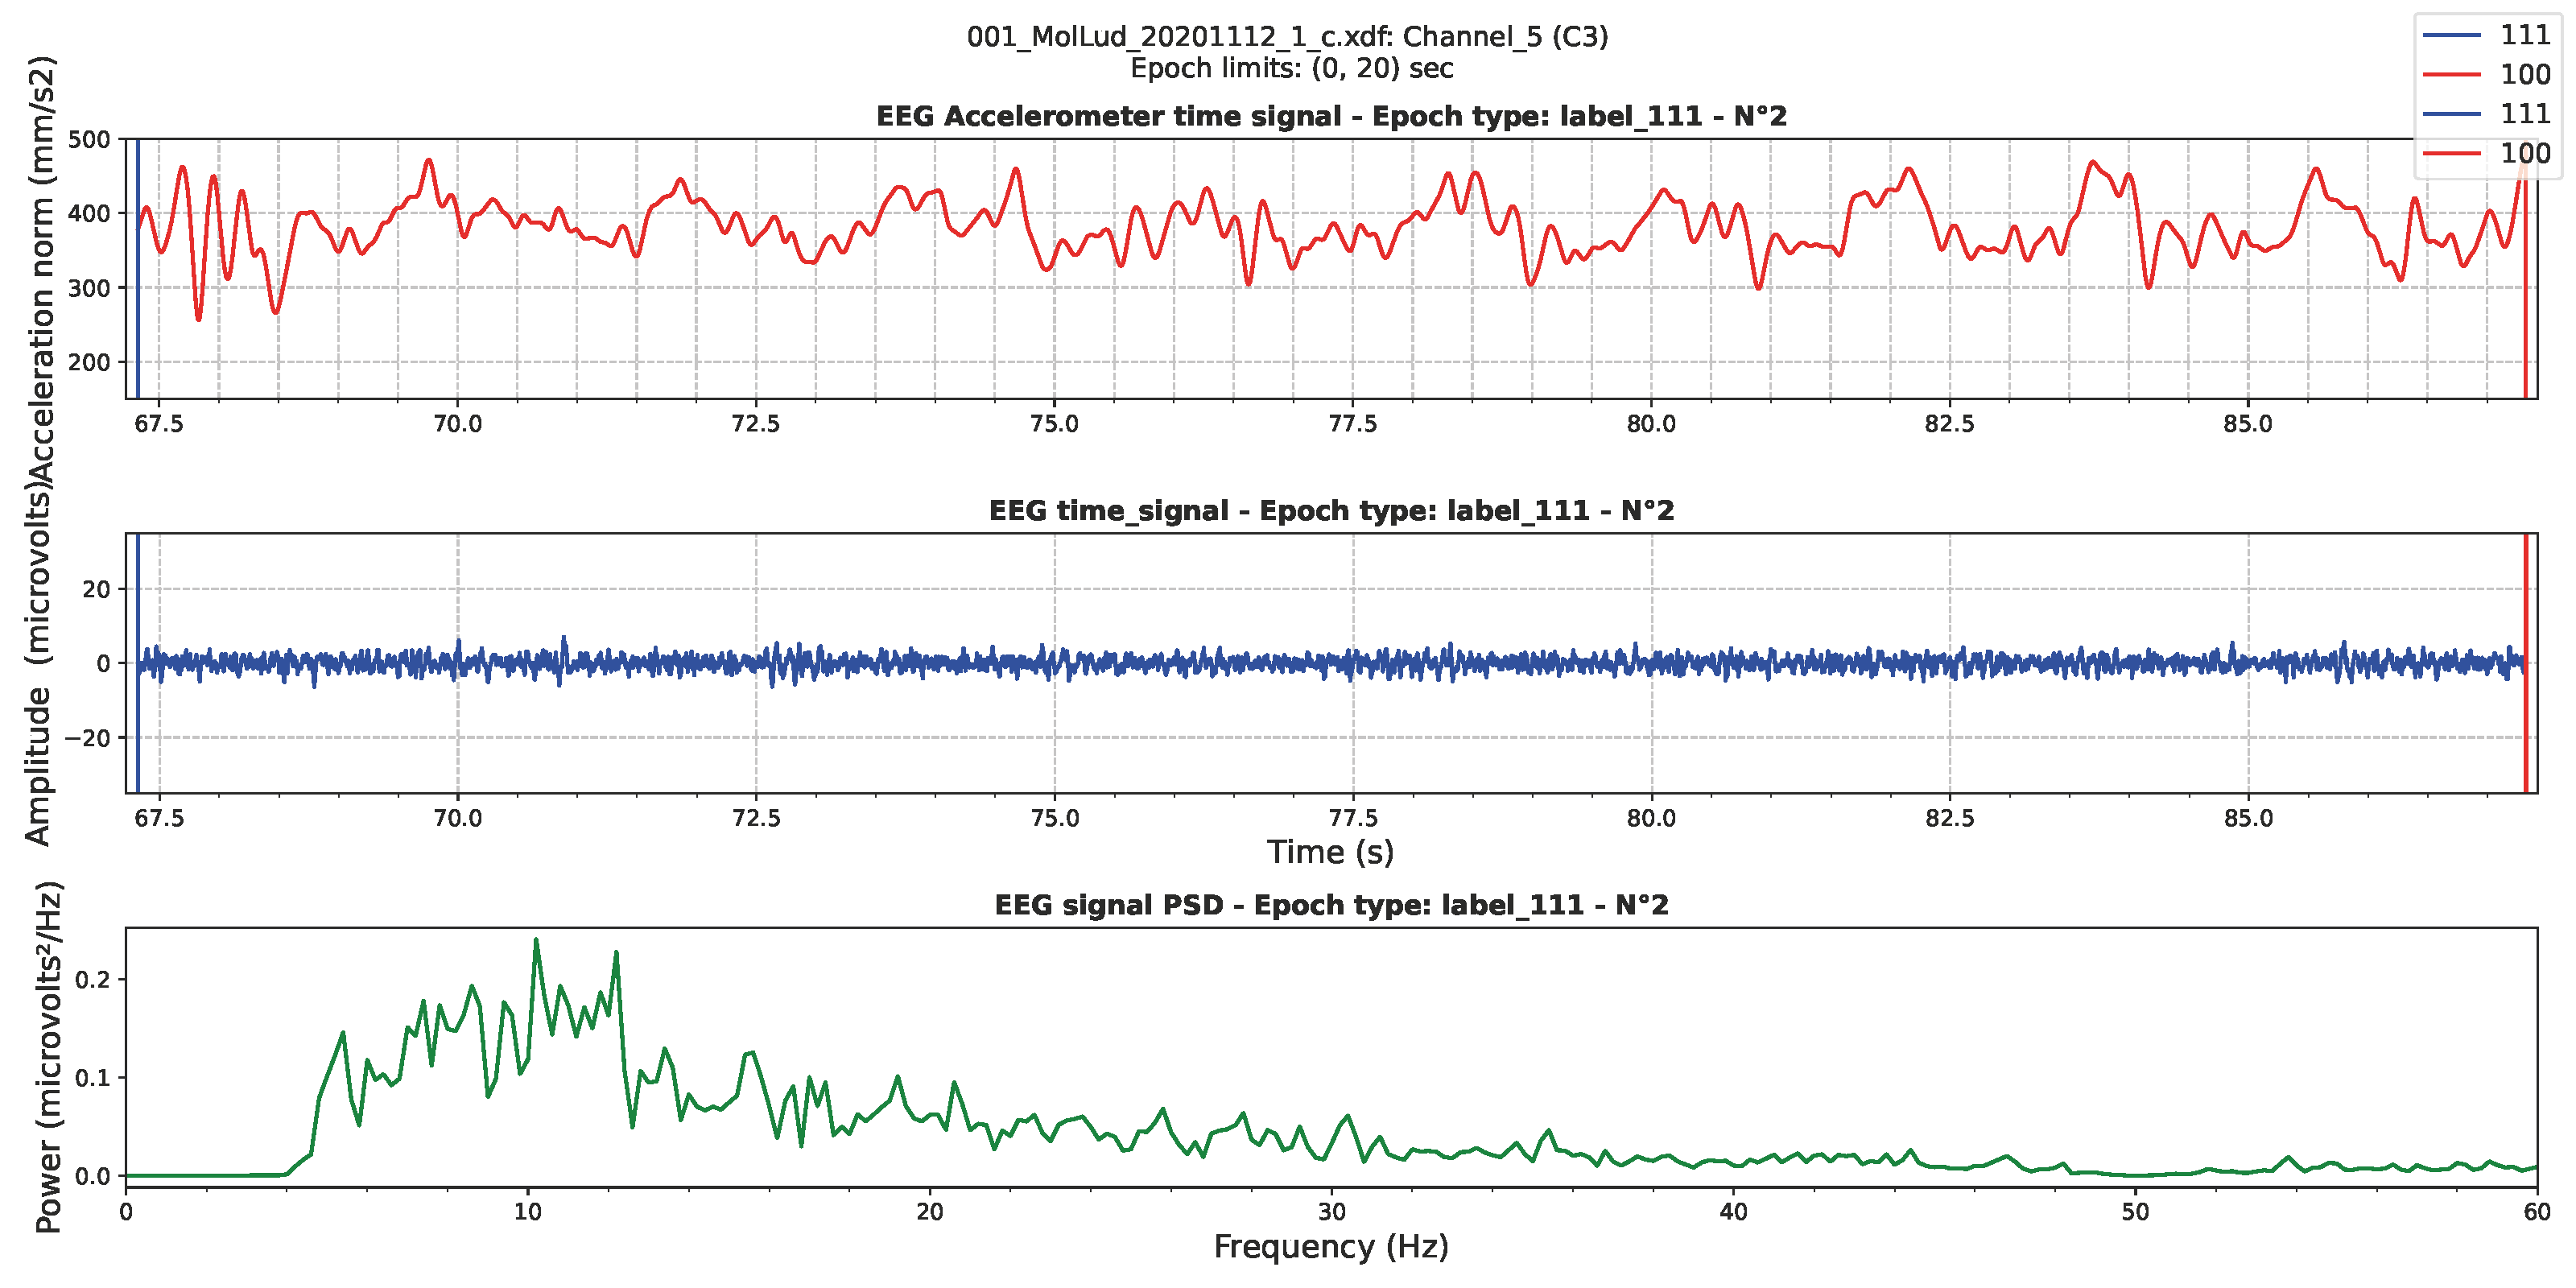 001_MolLud_20201112_1_c.xdf: Channel_5 (C3)
Epoch limits: (0, 20) sec
111
100
111
100
EEG Accelerometer time signal - Epoch type: label_111 - N°2
Acceleration norm (mm/s2)
500
400
300
200
67.5 70.0 72.5 75.0 77.5 80.0 82.5 85.0
EEG time_signal - Epoch type: label_111 - N°2
Amplitude (microvolts)
20
0
−20
67.5 70.0 72.5 75.0 77.5 80.0 82.5 85.0
Time (s)
EEG signal PSD - Epoch type: label_111 - N°2
Power (microvolts²/Hz)
0.2
0.1
0.0
0 10 20 30 40 50 60
Frequency (Hz)